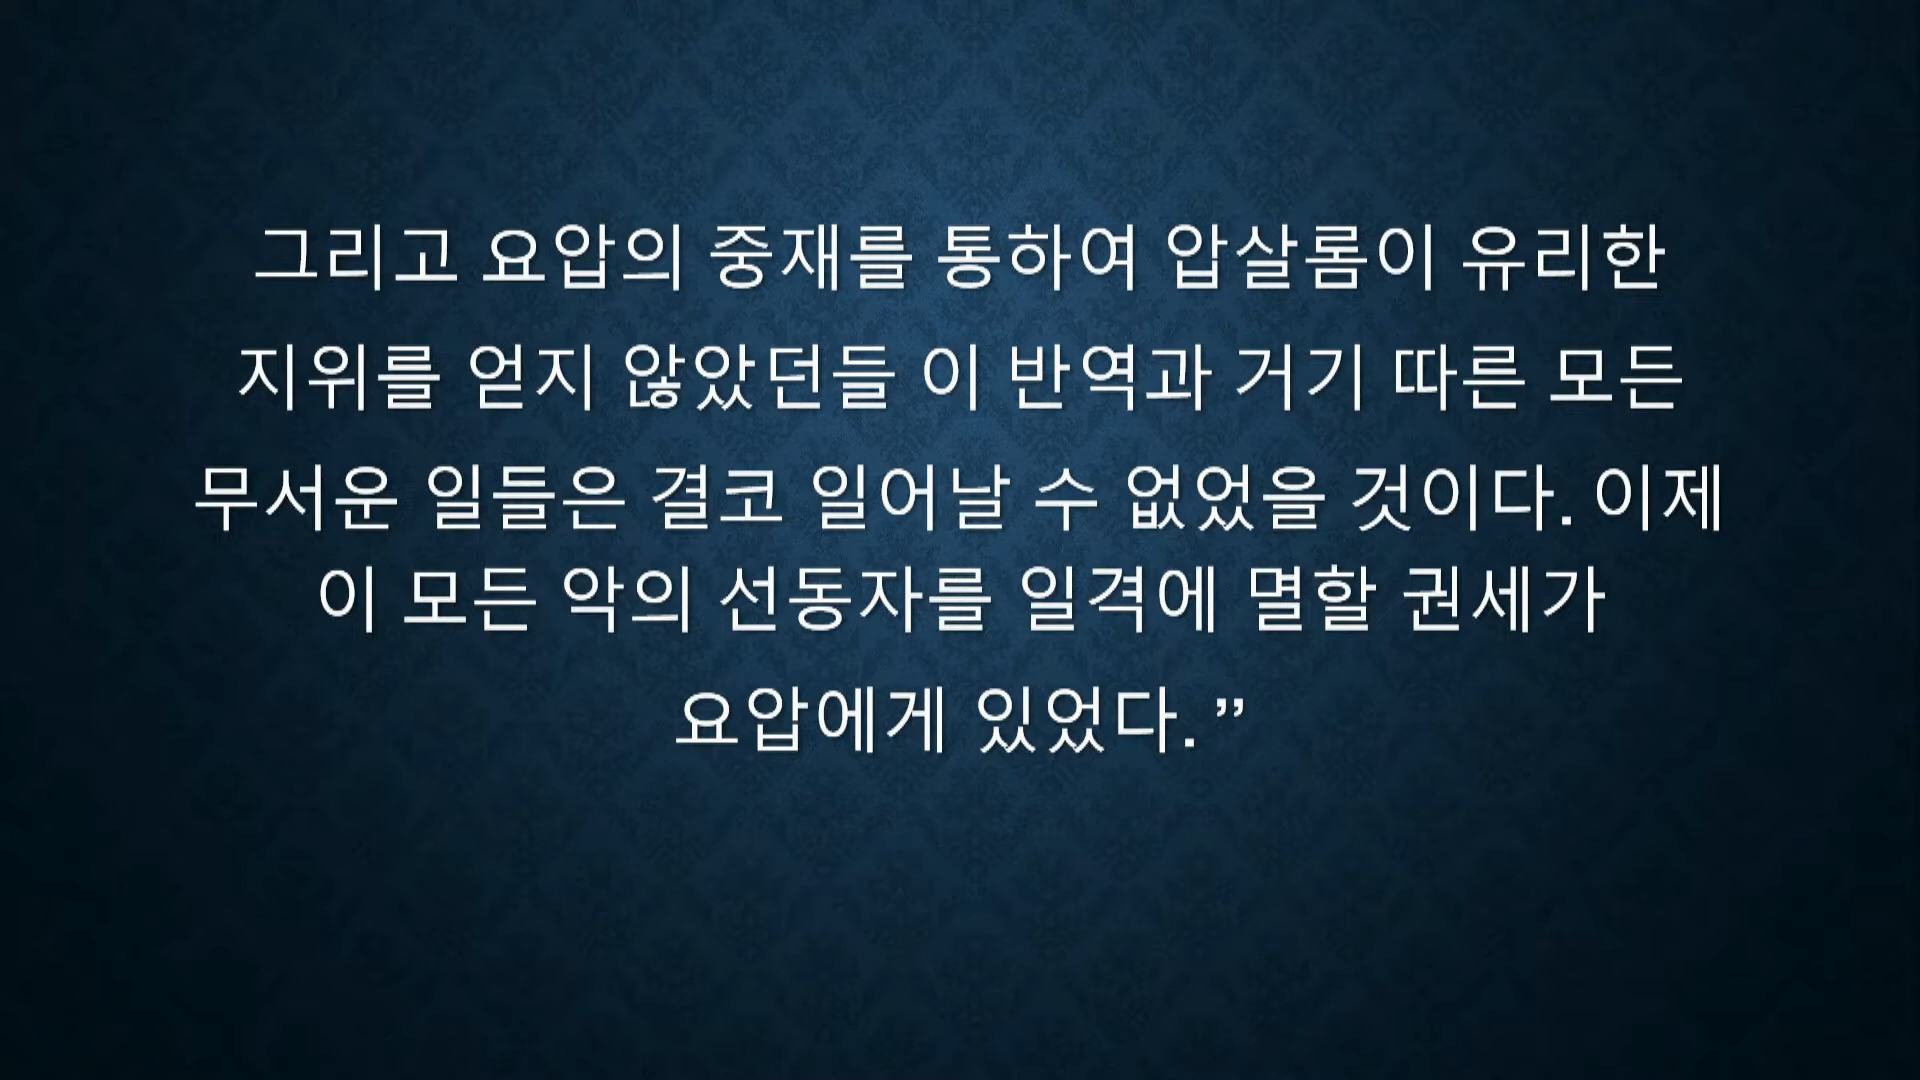 그리고 요압의 중재를 통하여 압살롬이 유리한
지위를 얻지 않았던들 이 반역과 거기 따른 모든
무서운 일들은 결코 일어날 수 없었을 것이다. 이제
이 모든 악의 선동자를 일격에 멸할 권세가
요압에게 있었다.”